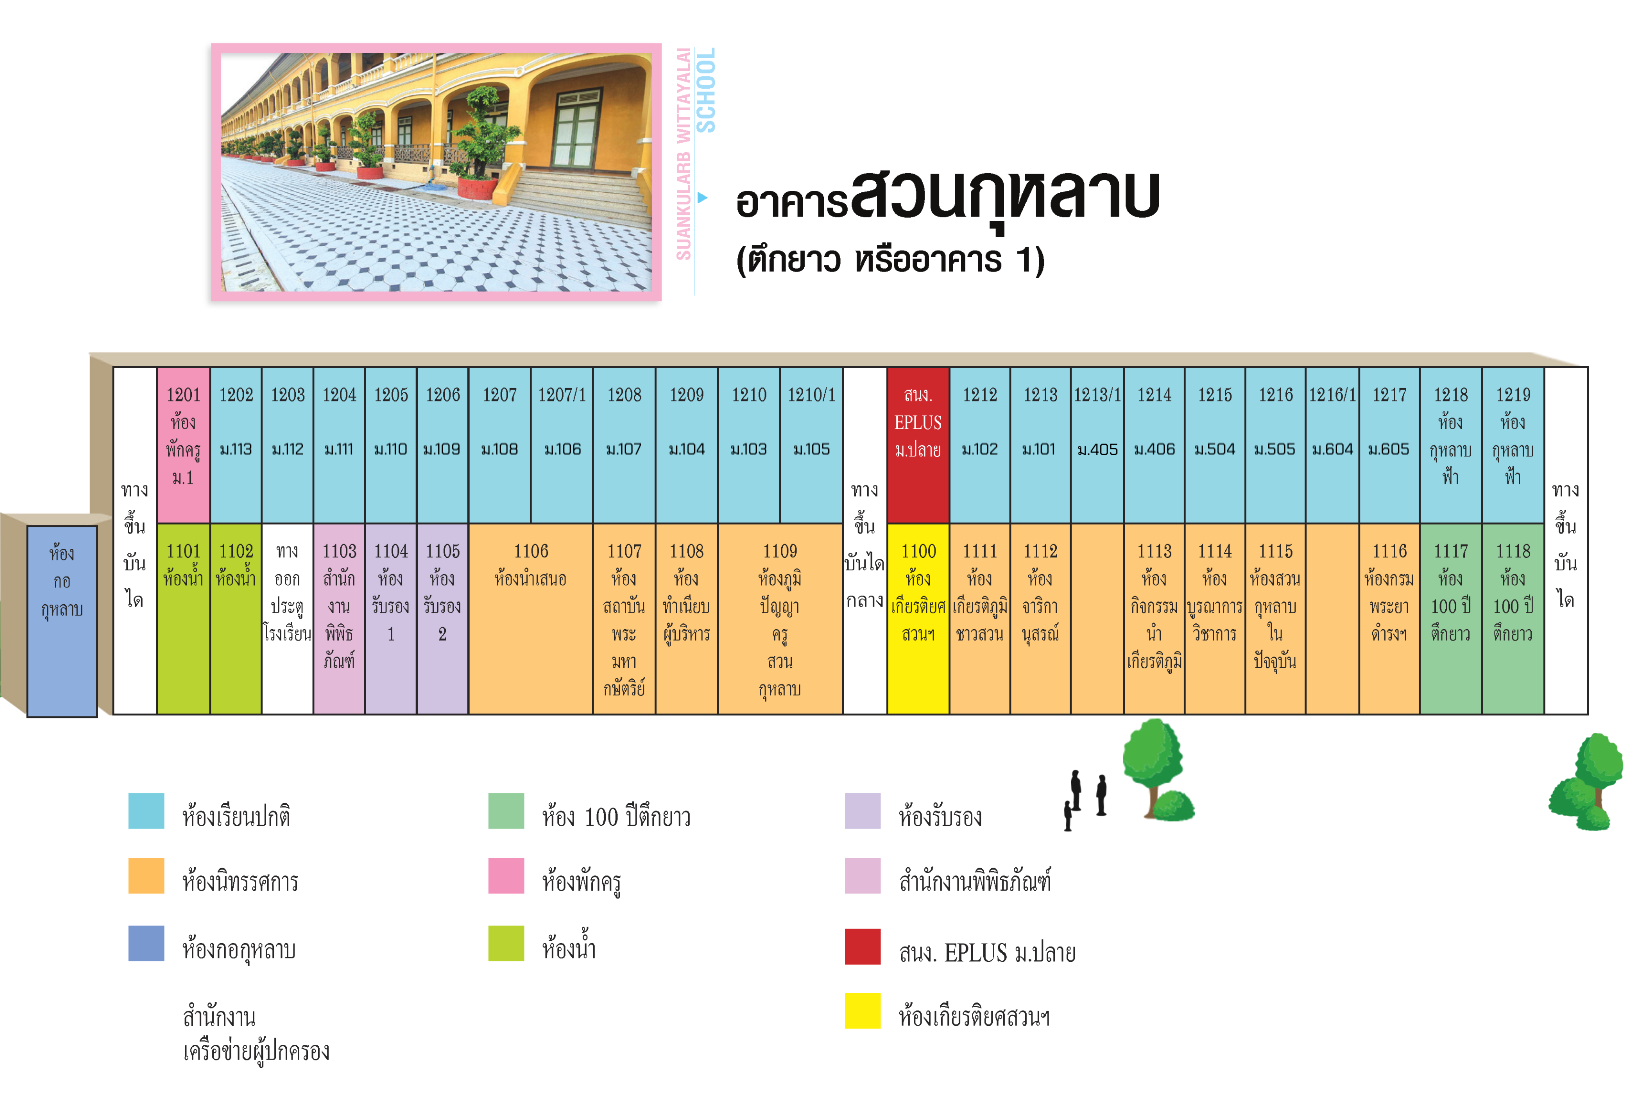 SUANKULARB WITTAYALAI
SCHOOL
อาคารสวนกุหลาบ
(ตึกยาว หรืออาคาร 1)
ห้อง
กอ
กุหลาบ
ทาง
ขึ้น
บัน
ได
1201
ห้อง
พักครู
ม.1
1202
ม.113
1203
ม.112
1204
ม.111
1205
ม.110
1206
ม.109
1207
ม.108
1207/1
ม.106
1208
ม.107
1209
ม.104
1210
ม.103
1210/1
ม.105
ทาง
ขึ้น
บันได
กลาง
สนง.
EPLUS
ม.ปลาย
1212
ม.102
1213
ม.101
1213/1
ม.405
1214
ม.406
1215
ม.504
1216
ม.505
1216/1
ม.604
1217
ม.605
1218
ห้อง
กุหลาบ
ฟ้า
1219
ห้อง
กุหลาบ
ฟ้า
ทาง
ขึ้น
บัน
ได
1101
ห้องน้ำ
1102
ห้องน้ำ
ทาง
ออก
ประตู
โรงเรียน
1103
สำนัก
งาน
พิพิธ
ภัณฑ์
1104
ห้อง
รับรอง
1
1105
ห้อง
รับรอง
2
1106
ห้องนำเสนอ
1107
ห้อง
สถาบัน
พระ
มหา
กษัตริย์
1108
ห้อง
ทำเนียบ
ผู้บริหาร
1109
ห้องภูมิ
ปัญญา
ครู
สวน
กุหลาบ
1100
ห้อง
เกียรติยศ
สวนฯ
1111
ห้อง
เกียรติภูมิ
ชาวสวน
1112
ห้อง
จาริกา
นุสรณ์
1113
ห้อง
กิจกรรม
นำ
เกียรติภูมิ
1114
ห้อง
บูรณาการ
วิชาการ
1115
ห้องสวน
กุหลาบ
ใน
ปัจจุบัน
1116
ห้องกรม
พระยา
ดำรงฯ
1117
ห้อง
100 ปี
ตึกยาว
1118
ห้อง
100 ปี
ตึกยาว
ห้องเรียนปกติ
ห้องนิทรรศการ
ห้องกอกุหลาบ
สำนักงาน
เครือข่ายผู้ปกครอง
ห้อง 100 ปีตึกยาว
ห้องพักครู
ห้องน้ำ
ห้องรับรอง
สำนักงานพิพิธภัณฑ์
สนง. EPLUS ม.ปลาย
ห้องเกียรติยศสวนฯ